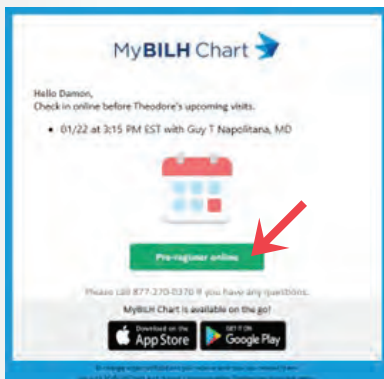 MyBILH Chart
Hello Damon,
Check in online before Theodore's upcoming visits.
• 01/22 at 3:15 PM EST with Guy T Napolitana, MD
Pre-register online
Please call 877-270-0370 if you have any questions.
MyBILH Chart is available on the go!
Download on the
App Store
GET IT ON
Google Play